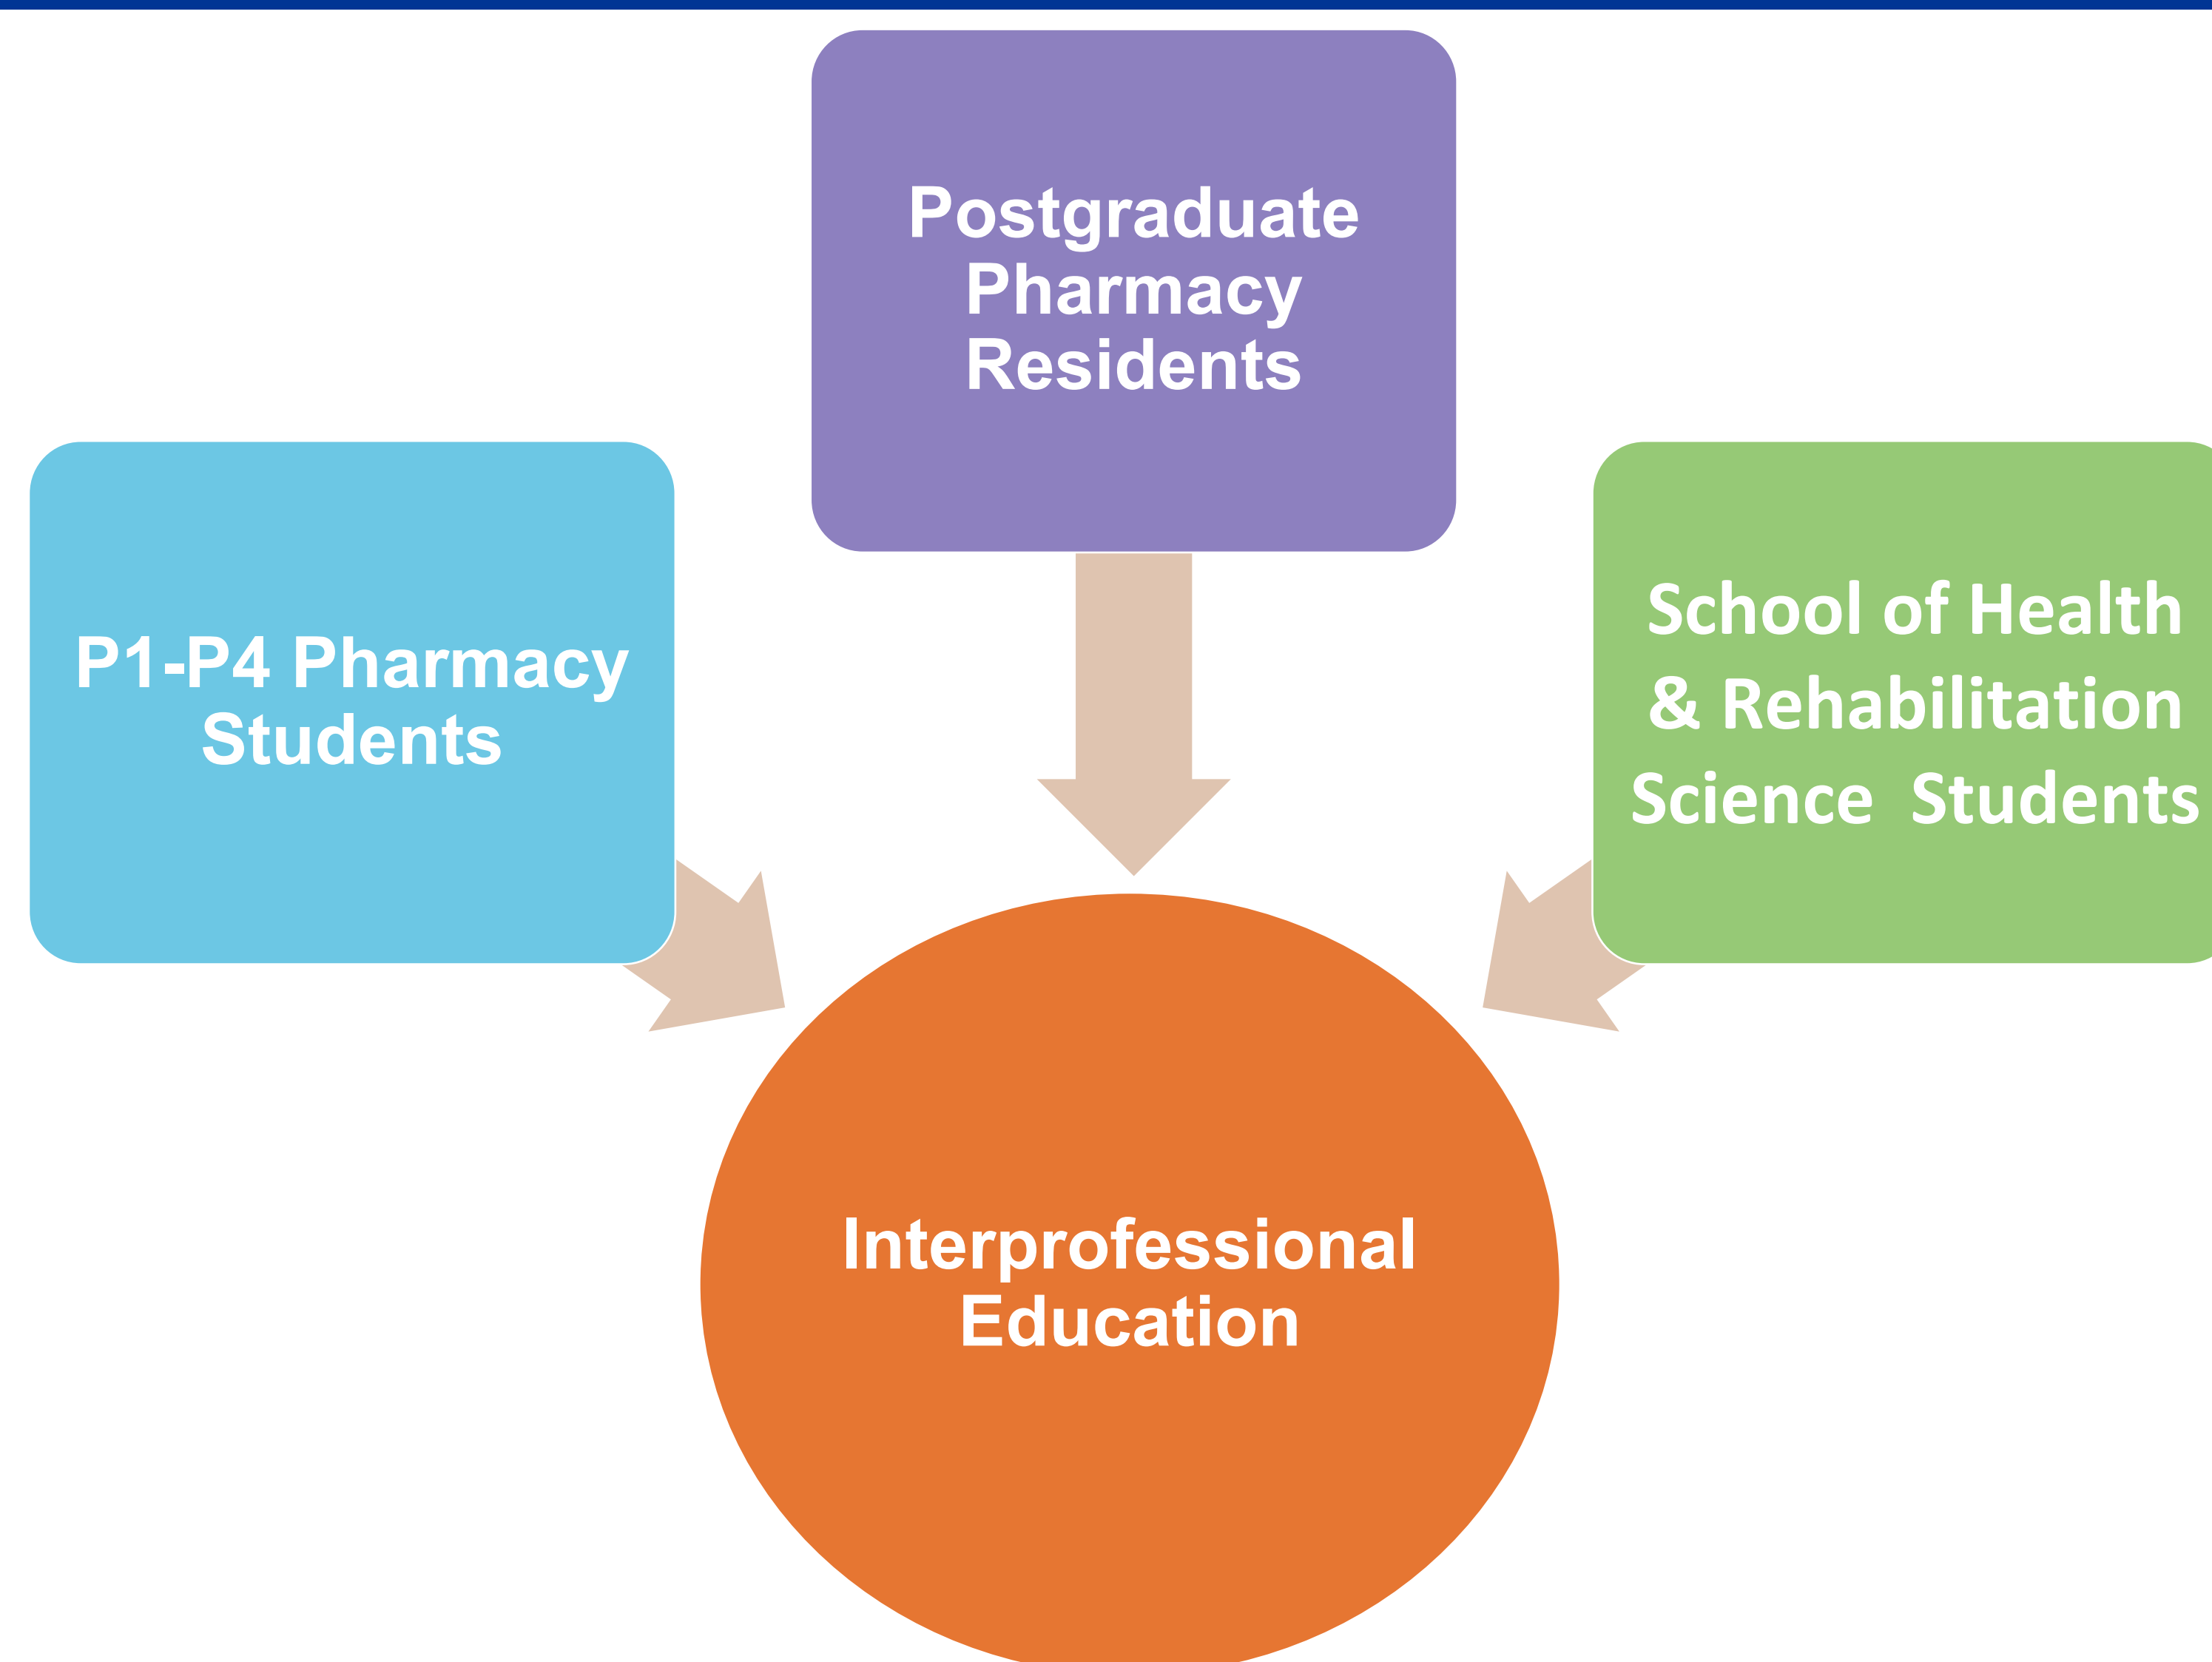 Postgraduate
Pharmacy
Residents
P1-P4 Pharmacy
Students
School of Health
& Rehabilitation
Science  Students
Interprofessional
Education